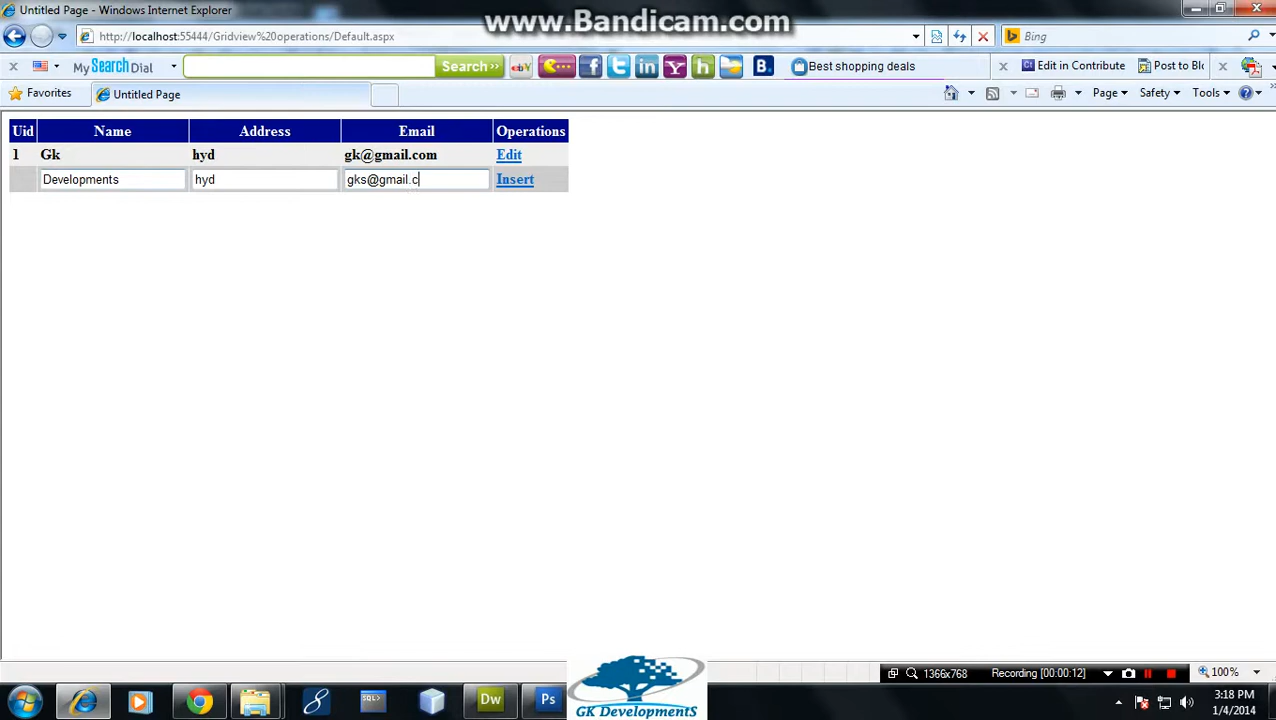 Untitled Page - Windows Internet Explorer
www.Bandicam.com
http://localhost:55444/Gridview%20operations/Default.aspx
Bing
My Search Dial
Search >>
Best shopping deals
Edit in Contribute
Post to Blo
Favorites
Untitled Page
Page
Safety
Tools
Uid Name Address Email Operations
1 Gk hyd gk@gmail.com Edit
Developments hyd gks@gmail.c Insert
1366x768
Recording [00:00:12]
100%
Dw
Ps
GK DevelopmentS
3:18 PM
1/4/2014